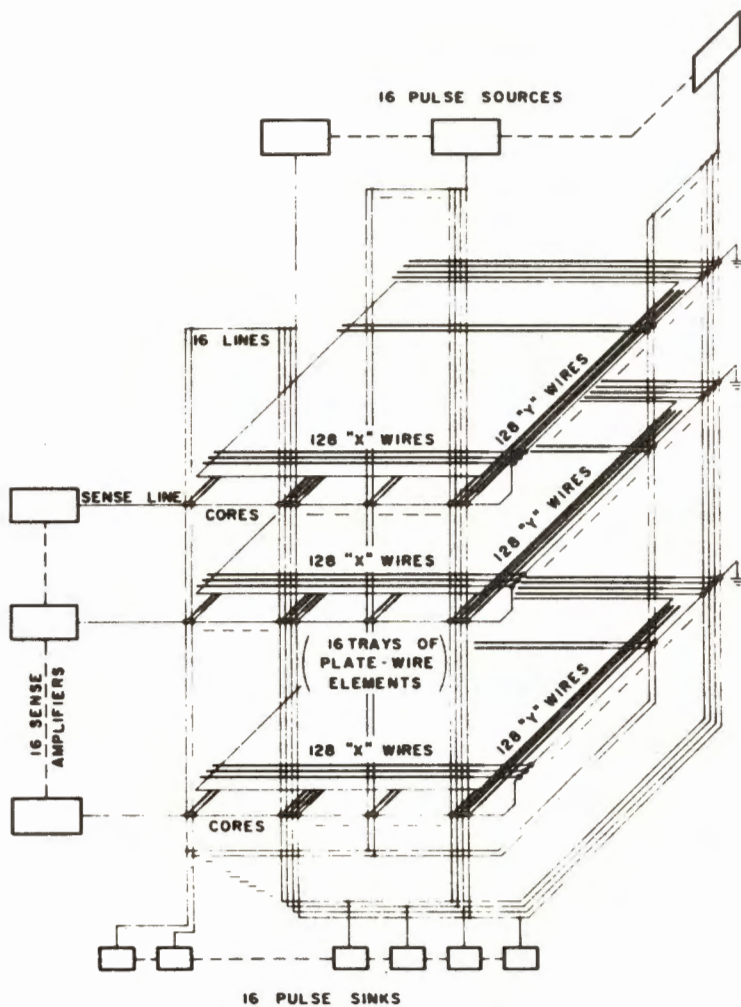 16 PULSE SOURCES
16 LINES
128 "X" WIRES
128 "Y" WIRES
SENSE LINE
CORES
128 "X" WIRES
128 "Y" WIRES
(16 TRAYS OF
PLATE-WIRE
ELEMENTS)
16 SENSE
AMPLIFIERS
128 "X" WIRES
128 "Y" WIRES
CORES
16 PULSE SINKS